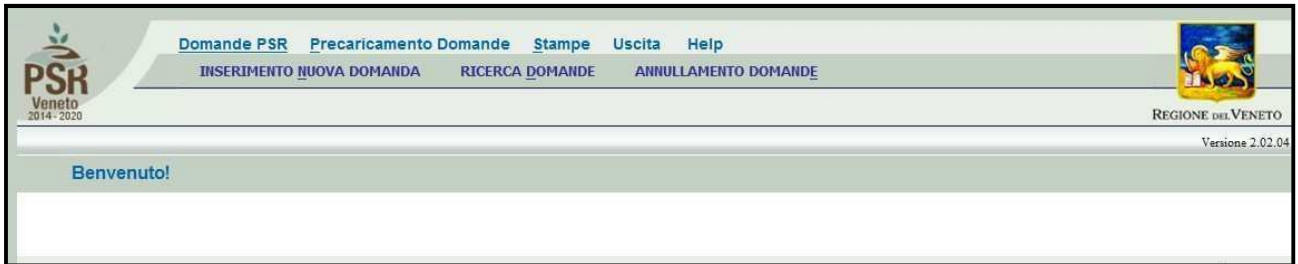 Domande PSR Precaricamento Domande Stampe Uscita Help
INSERIMENTO NUOVA DOMANDA RICERCA DOMANDE ANNULLAMENTO DOMANDE
PSR
Veneto
2014 - 2020
REGIONE DEL VENETO
Versione 2.02.04
Benvenuto!